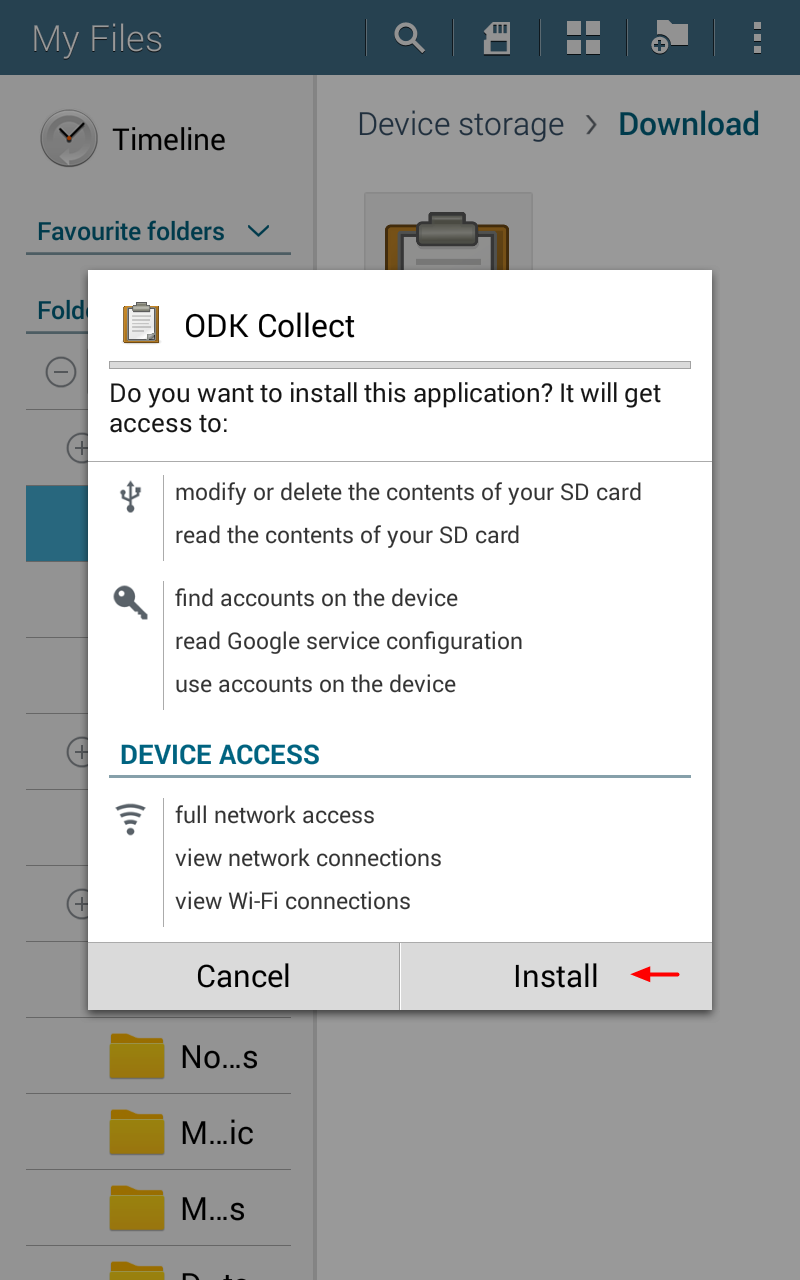 My Files
Timeline
Device storage > Download
Favourite folders
Folde
ODK Collect
Do you want to install this application? It will get
access to:
modify or delete the contents of your SD card
read the contents of your SD card
find accounts on the device
read Google service configuration
use accounts on the device
DEVICE ACCESS
full network access
view network connections
view Wi-Fi connections
Cancel
Install
No...s
M...ic
M...s